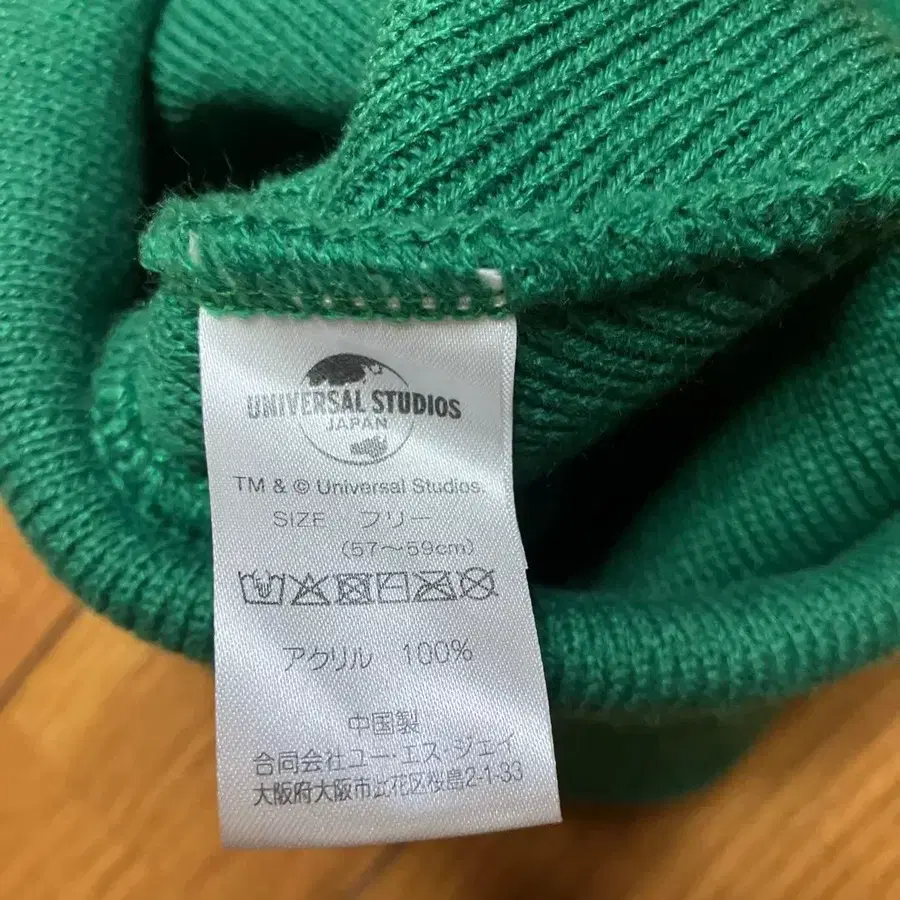 UNIVERSAL STUDIOS
JAPAN
TM & © Universal Studios.
SIZE フリー
(57～59cm)
アクリル 100%
中国製
合同会社ユー・エス・ジェイ
大阪府大阪市此花区桜島2-1-33